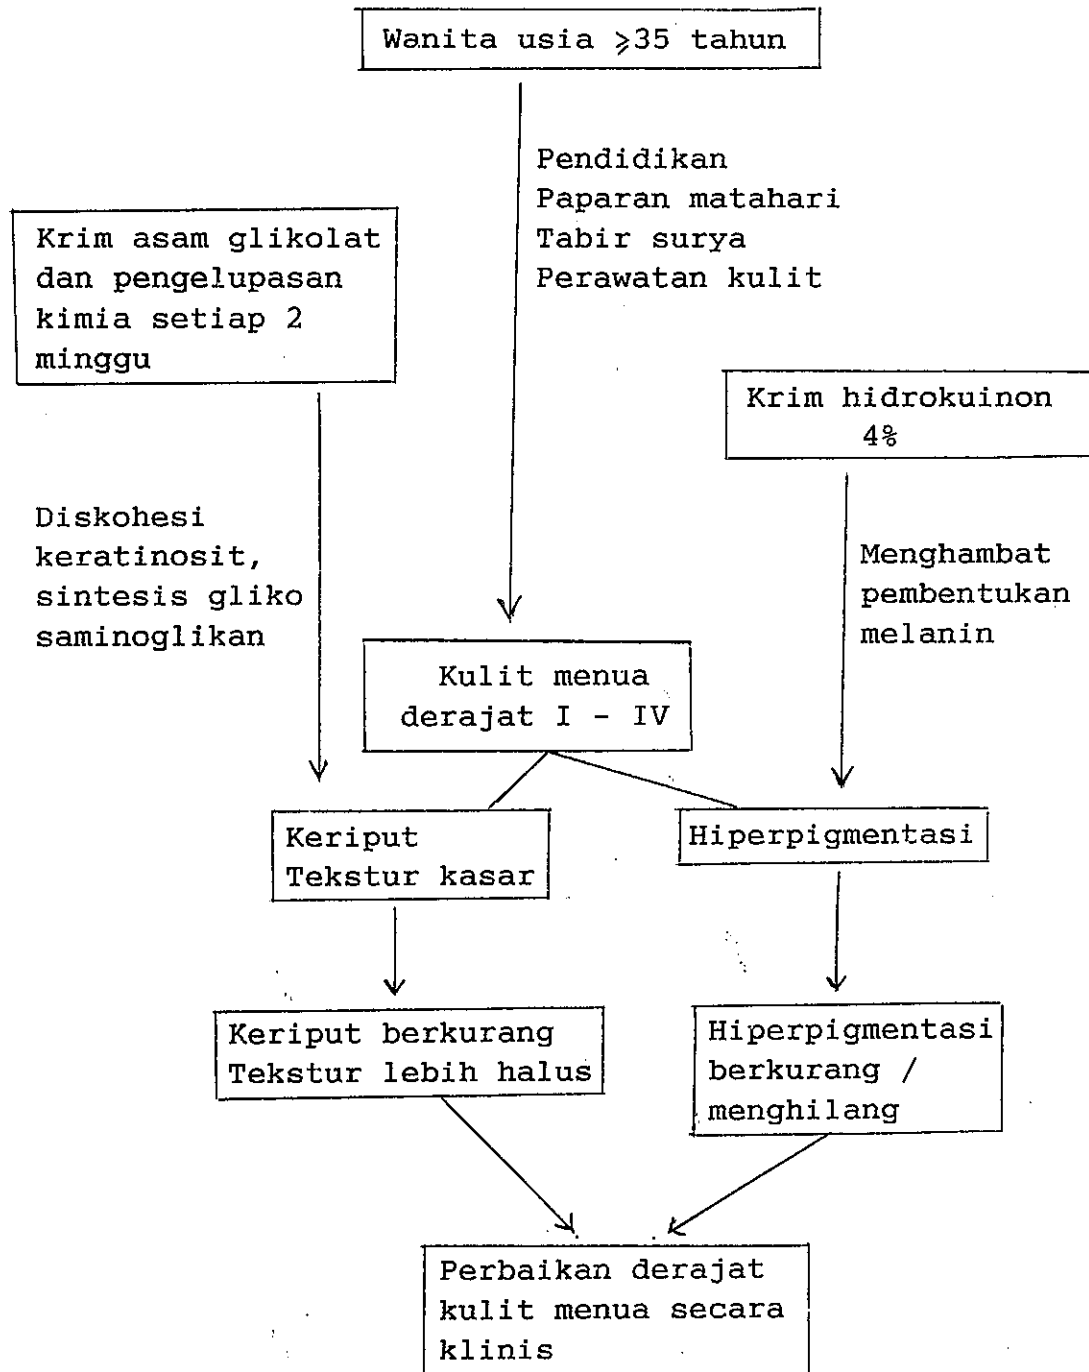 Wanita usia ⩾35 tahun
Pendidikan
Paparan matahari
Tabir surya
Perawatan kulit
Krim asam glikolat
dan pengelupasan
kimia setiap 2
minggu
Krim hidrokuinon
4%
Diskohesi
keratinosit,
sintesis gliko
saminoglikan
Menghambat
pembentukan
melanin
Kulit menua
derajat I - IV
Keriput
Tekstur kasar
Hiperpigmentasi
Keriput berkurang
Tekstur lebih halus
Hiperpigmentasi
berkurang /
menghilang
Perbaikan derajat
kulit menua secara
klinis